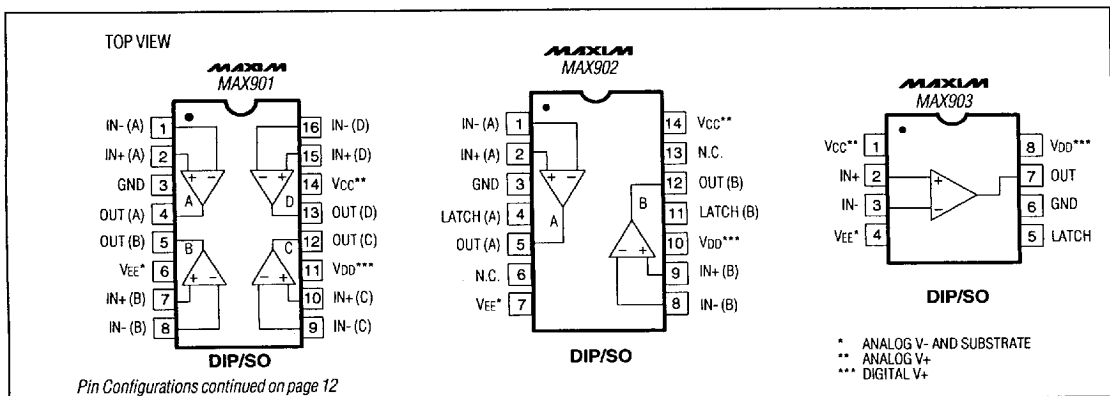 TOP VIEW
MAXIM
MAX901
IN- (A) 1
IN+ (A) 2
GND 3
OUT (A) 4
OUT (B) 5
VEE* 6
IN+ (B) 7
IN- (B) 8
16 IN- (D)
15 IN+ (D)
14 VCC**
13 OUT (D)
12 OUT (C)
11 VDD***
10 IN+ (C)
9 IN- (C)
+ -
A
- +
D
B
- +
C
- +
DIP/SO
Pin Configurations continued on page 12
MAXIM
MAX902
IN- (A) 1
IN+ (A) 2
GND 3
LATCH (A) 4
OUT (A) 5
N.C. 6
VEE* 7
14 VCC**
13 N.C.
12 OUT (B)
11 LATCH (B)
10 VDD***
9 IN+ (B)
8 IN- (B)
+ -
A
B
- +
DIP/SO
MAXIM
MAX903
VCC** 1
IN+ 2
IN- 3
VEE* 4
8 VDD***
7 OUT
6 GND
5 LATCH
+
-
DIP/SO
* ANALOG V- AND SUBSTRATE
** ANALOG V+
*** DIGITAL V+